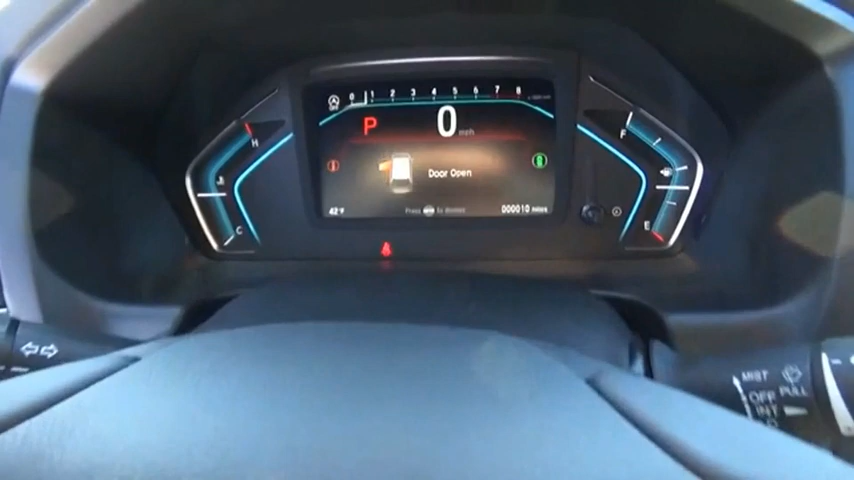 0 1 2 3 4 5 6 7 8
P 0 mph
H F
Door Open
C E
42°F Press To dismiss 000010 miles
MIST
OFF PULL
INT